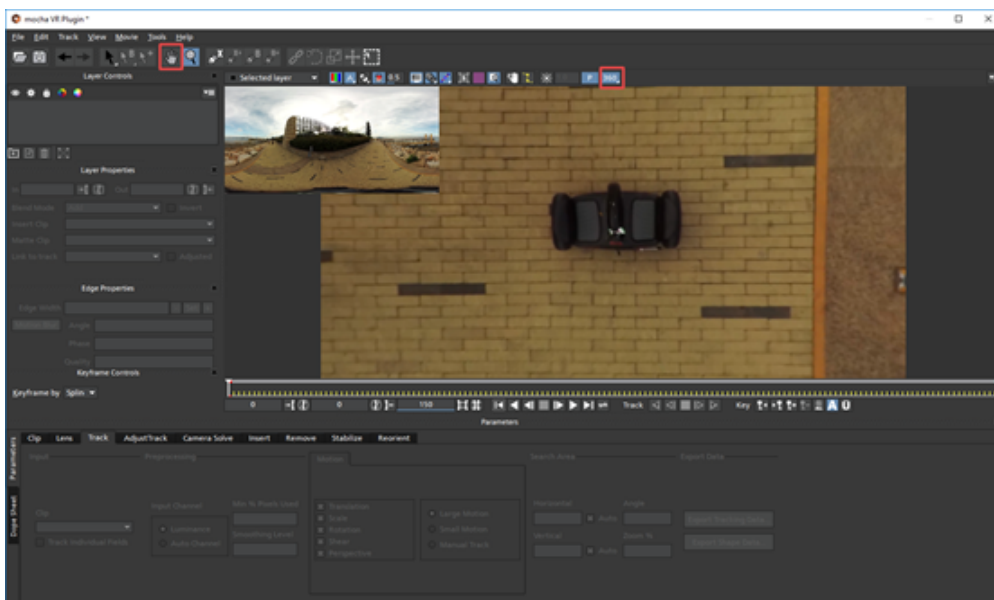 mocha VR Plugin *
File Edit Track View Movie Tools Help
Layer Controls
Selected layer
0.5
P 360
Layer Properties
In Out
Blend Mode Add Invert
Insert Clip
Matte Clip
Link to track Adjusted
Edge Properties
Edge Width
Angle
Phase
Quality
Keyframe Controls
Keyframe by Splin
0 0 150 Track Key A
Parameters
Clip Lens Track AdjustTrack Camera Solve Insert Remove Stabilize Reorient
Parameters
Dope Sheet
Input Preprocessing Motion Search Area Export Data
Clip
Track Individual Fields
Input Channel Min % Pixels Used
Luminance
Auto Channel
Smoothing Level
Translation
Scale
Rotation
Shear
Perspective
Large Motion
Small Motion
Manual Track
Horizontal Angle
Auto
Vertical Zoom %
Auto
Export Tracking Data...
Export Shape Data...